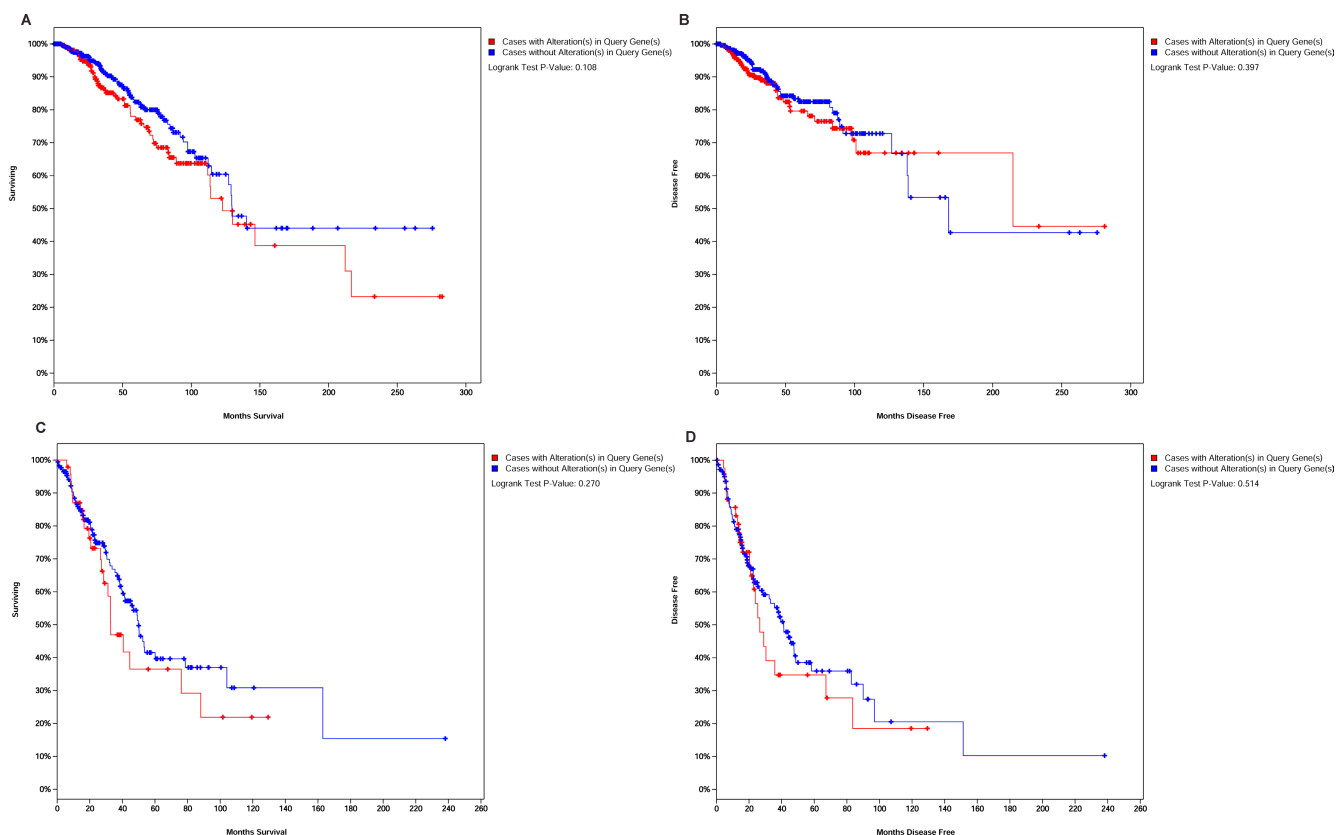 A
100%
90%
80%
70%
60%
50%
40%
30%
20%
10%
0%
Surviving
0 50 100 150 200 250 300
Months Survival
Cases with Alteration(s) in Query Gene(s)
Cases without Alteration(s) in Query Gene(s)
Logrank Test P-Value: 0.108
B
100%
90%
80%
70%
60%
50%
40%
30%
20%
10%
0%
Disease Free
0 50 100 150 200 250 300
Months Disease Free
Cases with Alteration(s) in Query Gene(s)
Cases without Alteration(s) in Query Gene(s)
Logrank Test P-Value: 0.397
C
100%
90%
80%
70%
60%
50%
40%
30%
20%
10%
0%
Surviving
0 20 40 60 80 100 120 140 160 180 200 220 240 260
Months Survival
Cases with Alteration(s) in Query Gene(s)
Cases without Alteration(s) in Query Gene(s)
Logrank Test P-Value: 0.270
D
100%
90%
80%
70%
60%
50%
40%
30%
20%
10%
0%
Disease Free
0 20 40 60 80 100 120 140 160 180 200 220 240 260
Months Disease Free
Cases with Alteration(s) in Query Gene(s)
Cases without Alteration(s) in Query Gene(s)
Logrank Test P-Value: 0.514